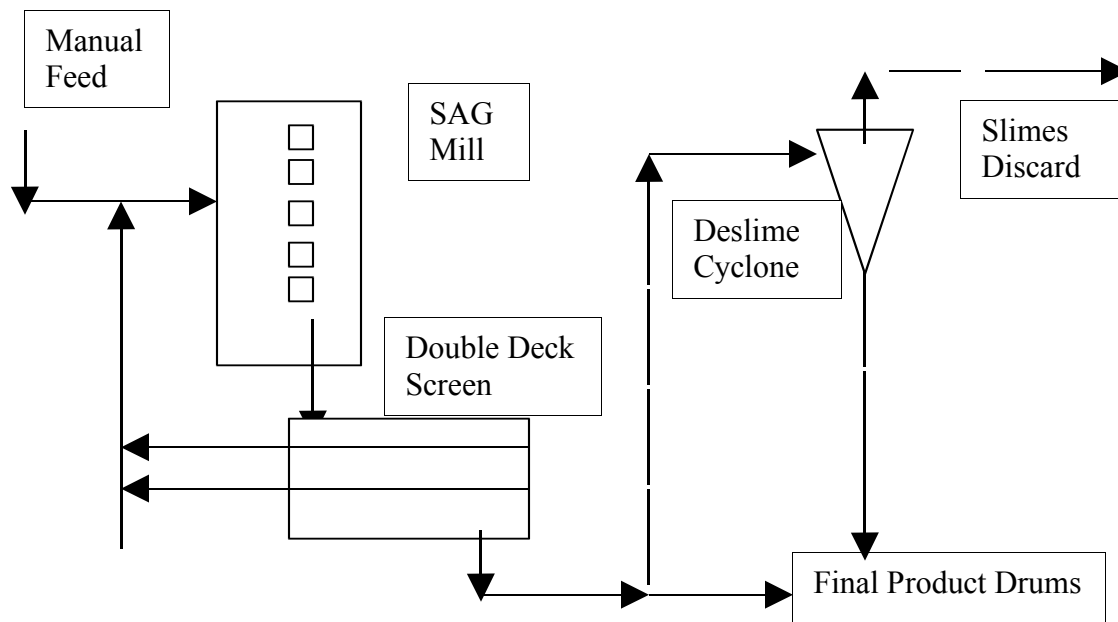 Manual
Feed
SAG
Mill
Slimes
Discard
Deslime
Cyclone
Double Deck
Screen
Final Product Drums